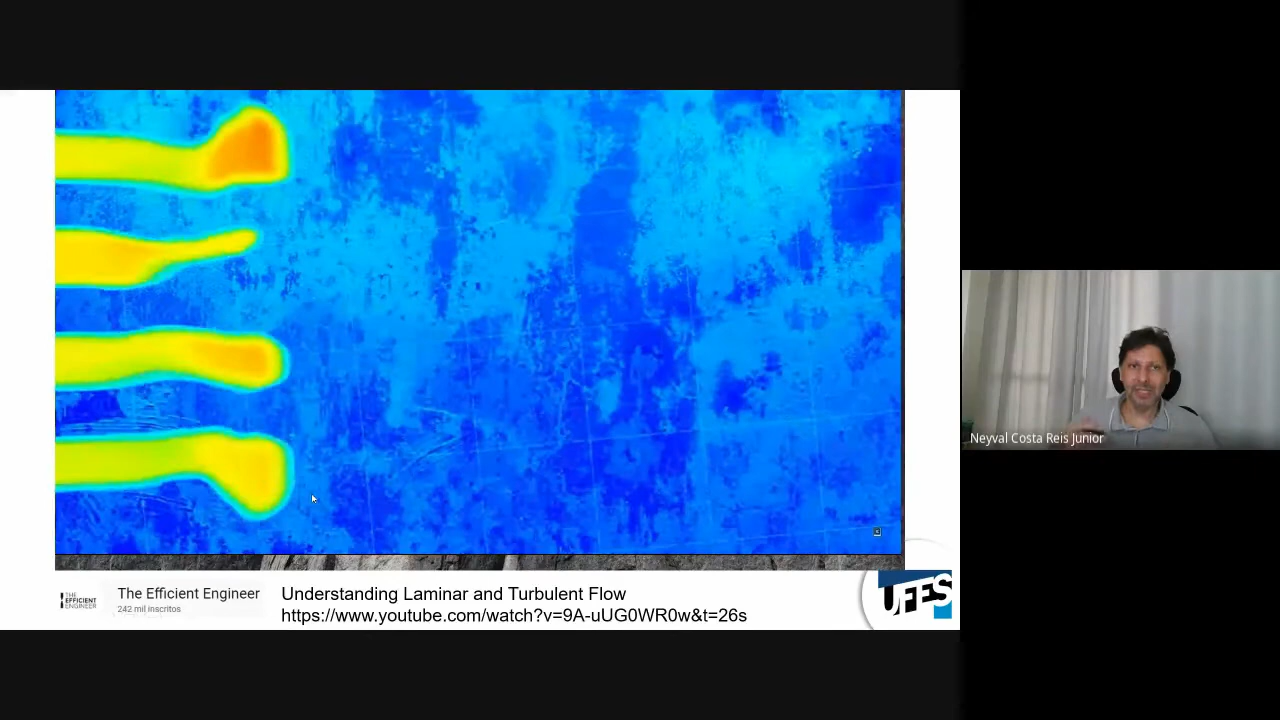 THE
EFFICIENT
ENGINEER
The Efficient Engineer
242 mil inscritos
Understanding Laminar and Turbulent Flow
https://www.youtube.com/watch?v=9A-uUG0WR0w&t=26s
UFES
Neyval Costa Reis Junior